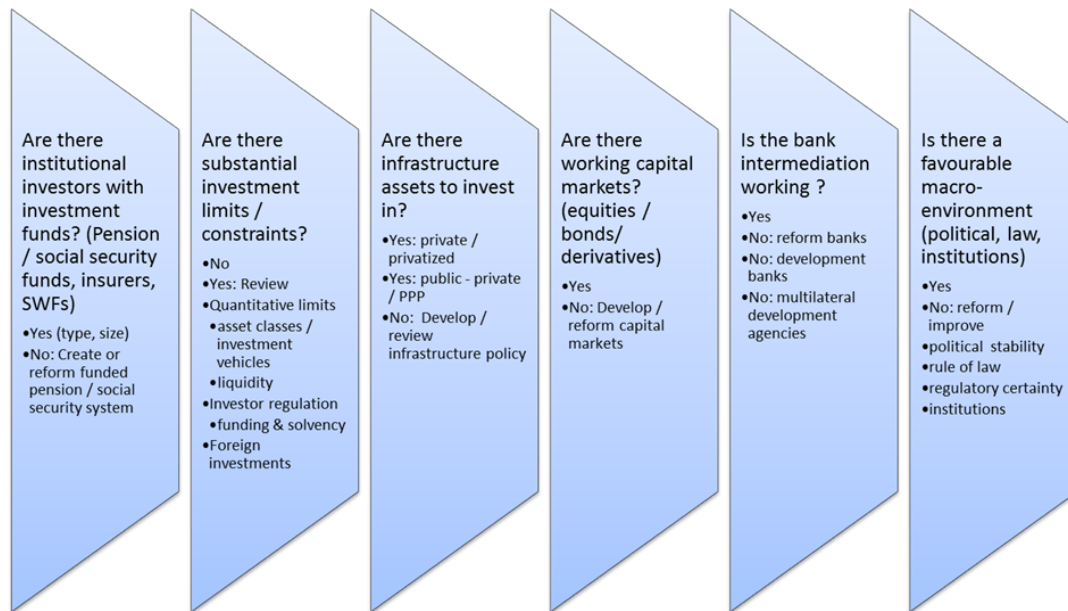 Are there
institutional
investors with
investment
funds? (Pension
/ social security
funds, insurers,
SWFs)
•Yes (type, size)
•No: Create or
reform funded
pension / social
security system
Are there
substantial
investment
limits /
constraints?
•No
•Yes: Review
•Quantitative limits
•asset classes /
investment
vehicles
•liquidity
•Investor regulation
•funding & solvency
•Foreign
investments
Are there
infrastructure
assets to invest
in?
•Yes: private /
privatized
•Yes: public - private
/ PPP
•No: Develop /
review
infrastructure policy
Are there
working capital
markets?
(equities /
bonds/
derivatives)
•Yes
•No: Develop /
reform capital
markets
Is the bank
intermediation
working ?
•Yes
•No: reform banks
•No: development
banks
•No: multilateral
development
agencies
Is there a
favourable
macro-
environment
(political, law,
institutions)
•Yes
•No: reform /
improve
•political stability
•rule of law
•regulatory certainty
•institutions